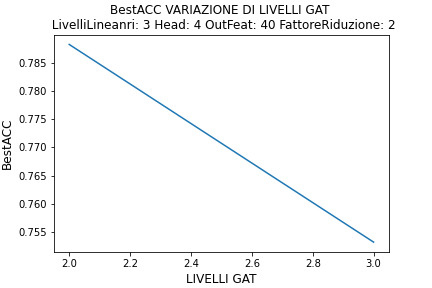 BestACC VARIAZIONE DI LIVELLI GAT
LivelliLineanri: 3 Head: 4 OutFeat: 40 FattoreRiduzione: 2
BestACC
0.785
0.780
0.775
0.770
0.765
0.760
0.755
2.0 2.2 2.4 2.6 2.8 3.0
LIVELLI GAT